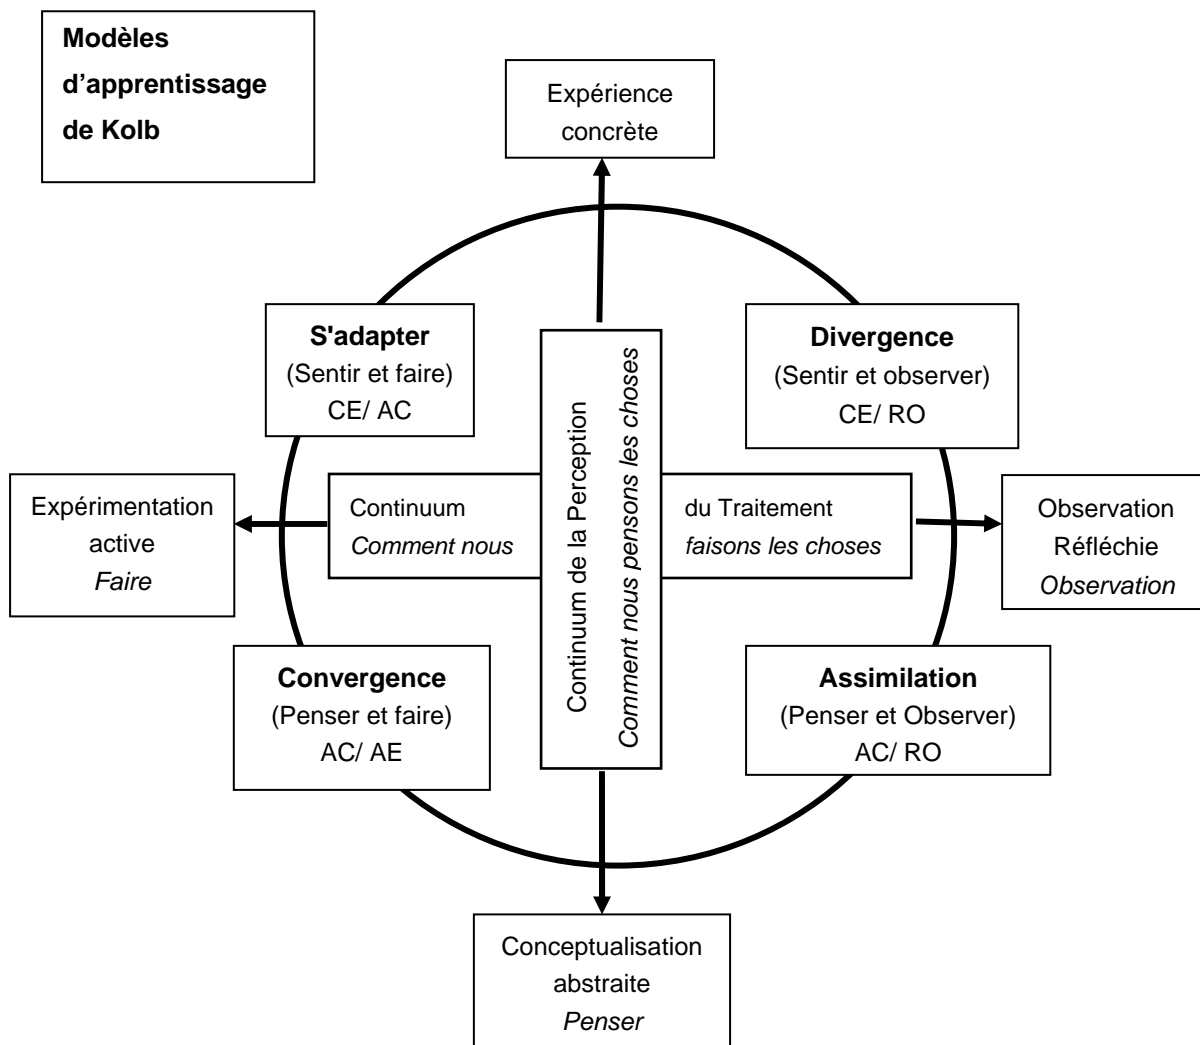 Modèles
d'apprentissage
de Kolb
Expérience
concrète
S'adapter
(Sentir et faire)
CE/ AC
Divergence
(Sentir et observer)
CE/ RO
Continuum de la Perception
Comment nous pensons les choses
Expérimentation
active
Faire
Continuum
Comment nous
du Traitement
faisons les choses
Observation
Réfléchie
Observation
Convergence
(Penser et faire)
AC/ AE
Assimilation
(Penser et Observer)
AC/ RO
Conceptualisation
abstraite
Penser